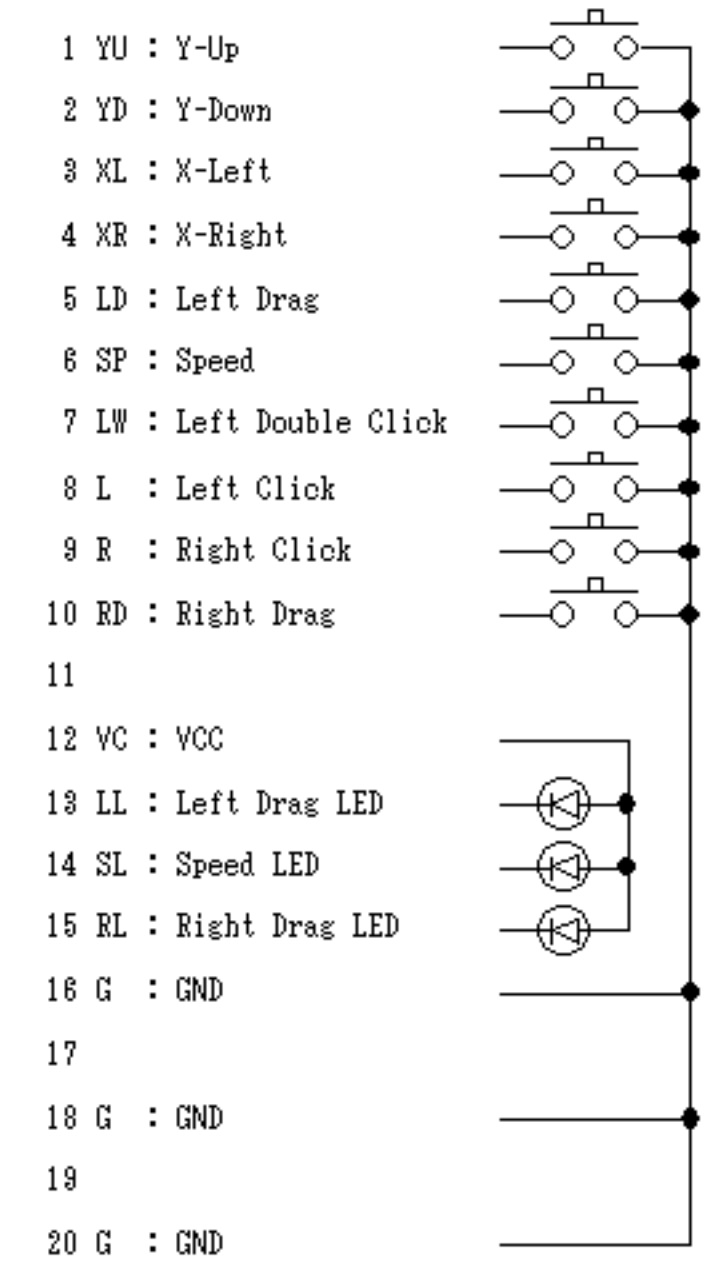 1 YU : Y-Up
2 YD : Y-Down
3 XL : X-Left
4 XR : X-Right
5 LD : Left Drag
6 SP : Speed
7 LW : Left Double Click
8 L : Left Click
9 R : Right Click
10 RD : Right Drag
11
12 VC : VCC
13 LL : Left Drag LED
14 SL : Speed LED
15 RL : Right Drag LED
16 G : GND
17
18 G : GND
19
20 G : GND